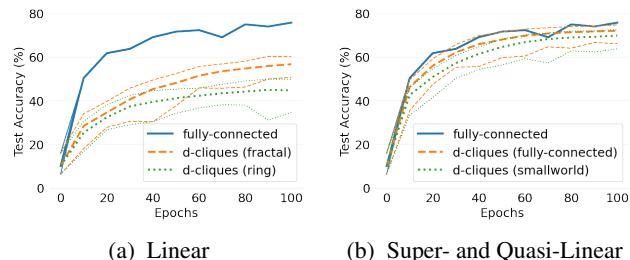 80
60
40
20
0
Test Accuracy (%)
fully-connected
d-cliques (fractal)
d-cliques (ring)
0 20 40 60 80 100
Epochs
(a) Linear
80
60
40
20
0
Test Accuracy (%)
fully-connected
d-cliques (fully-connected)
d-cliques (smallworld)
0 20 40 60 80 100
Epochs
(b) Super- and Quasi-Linear